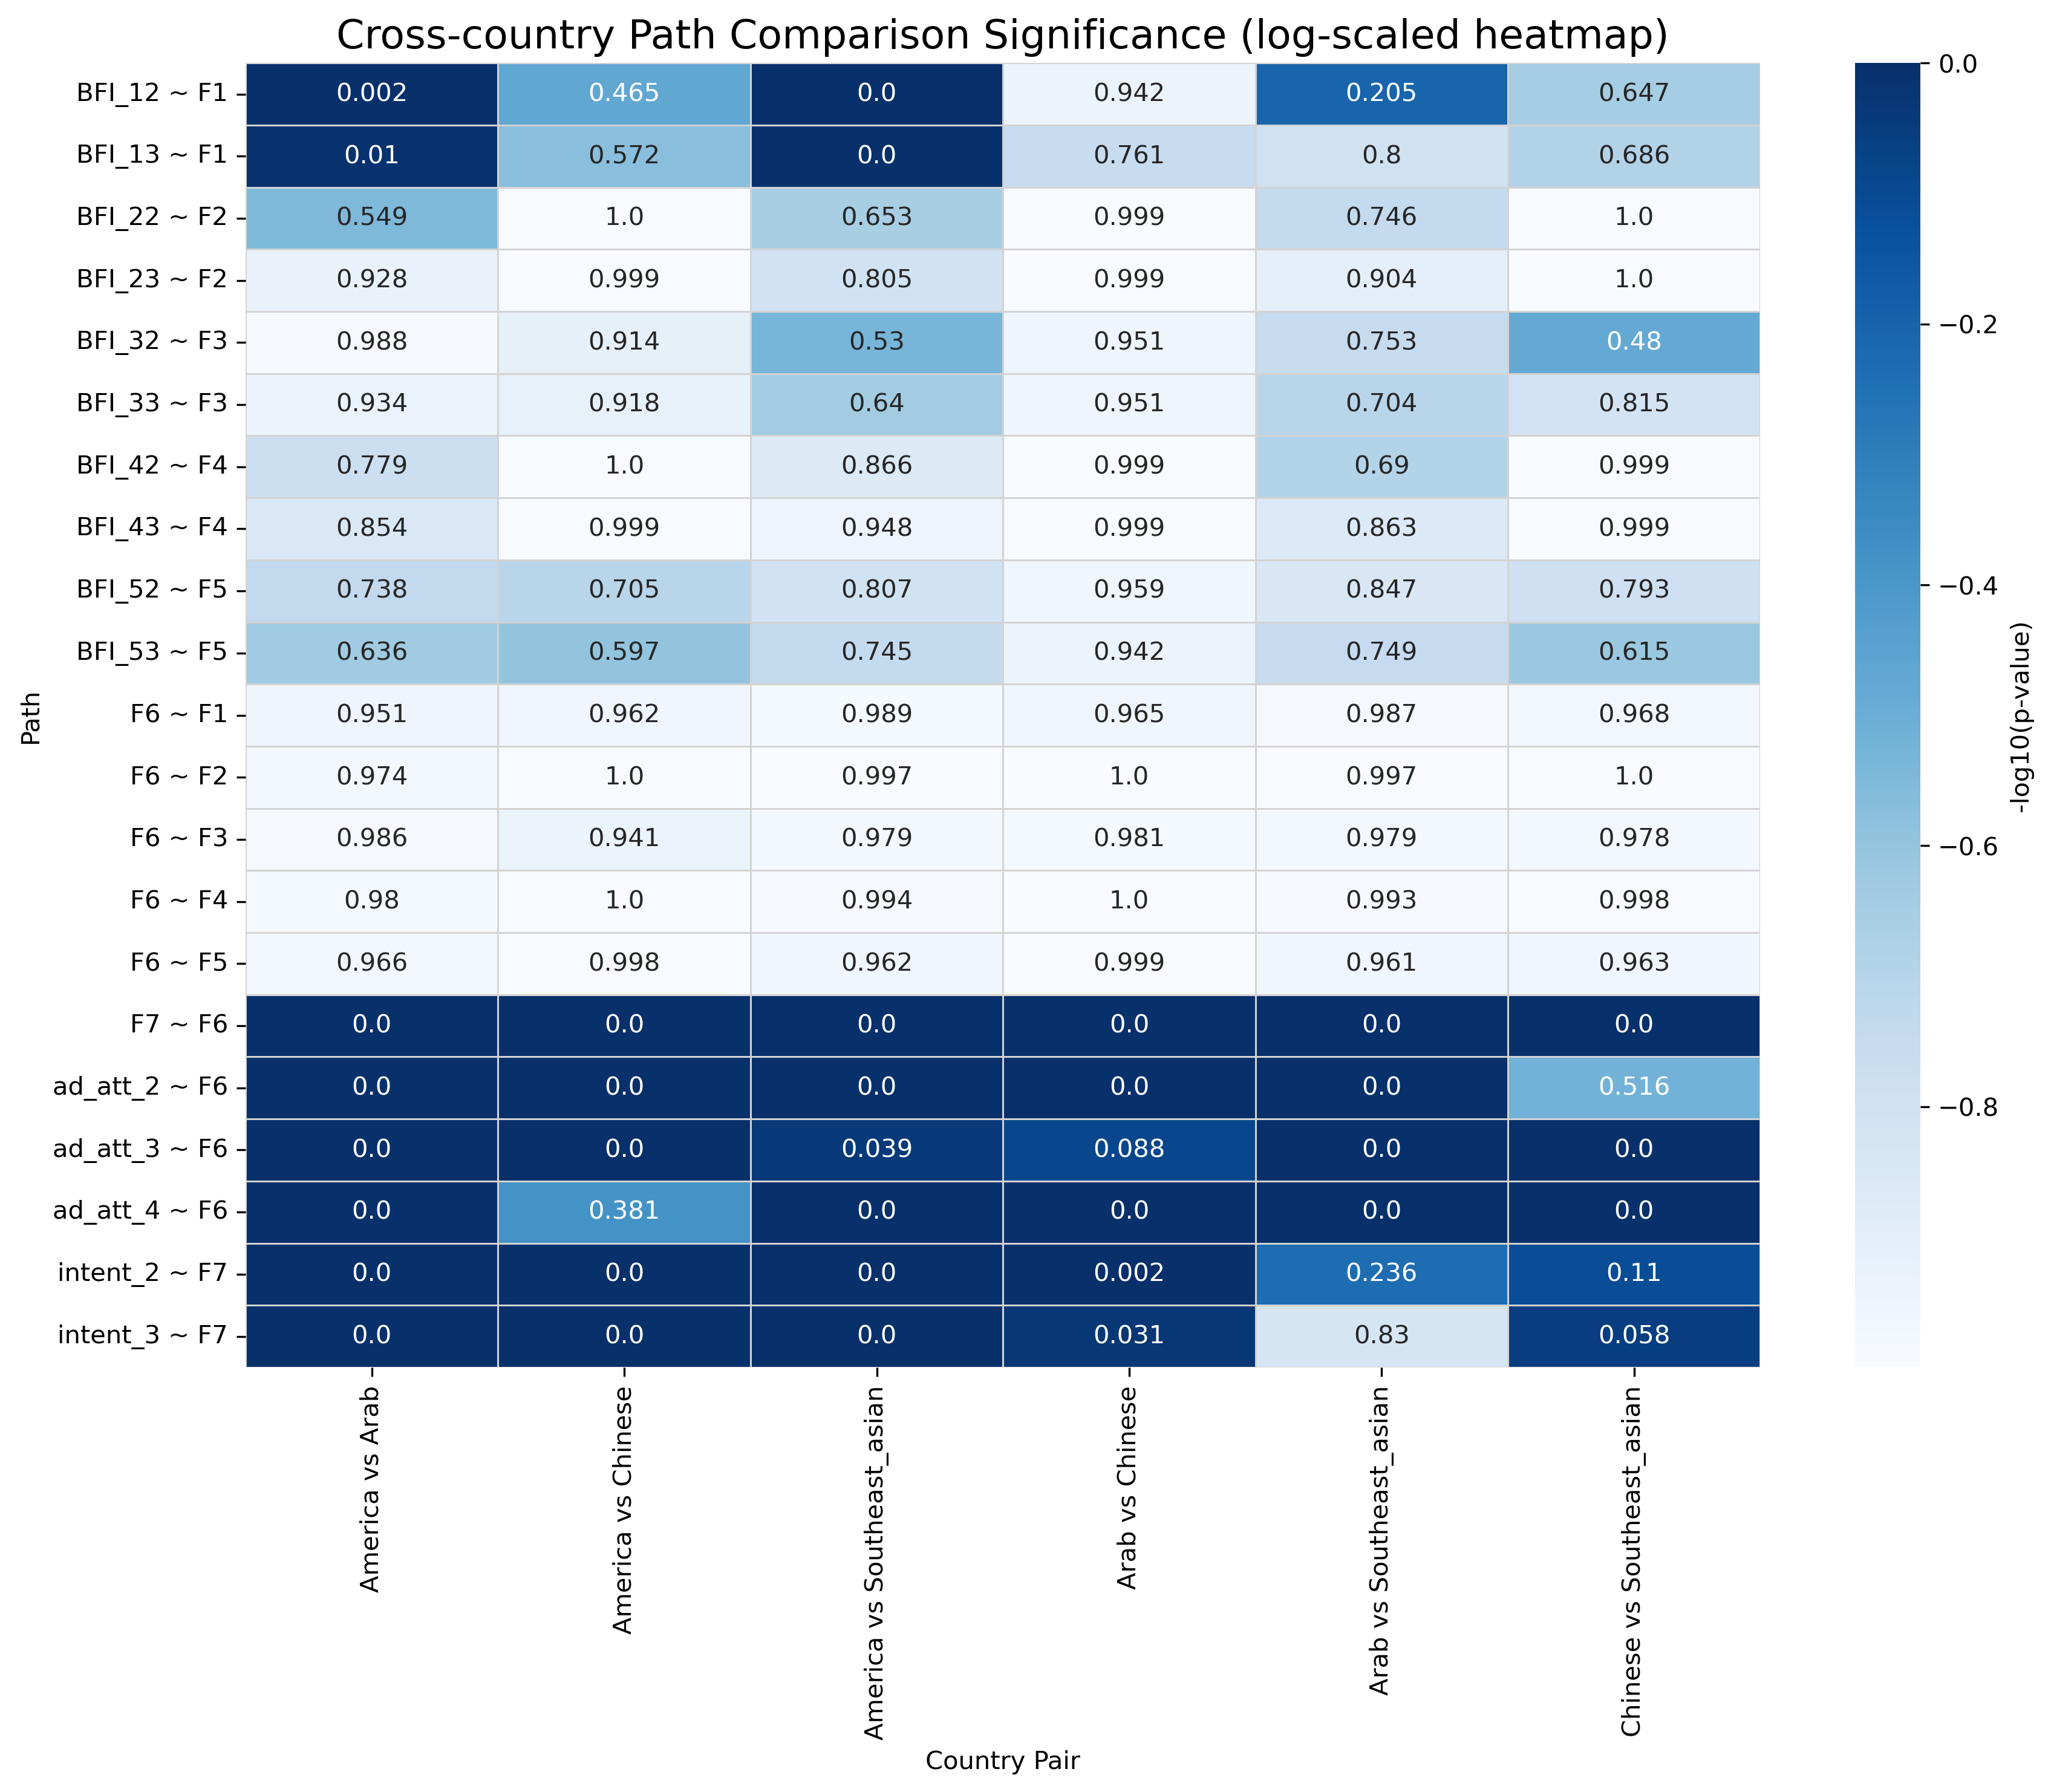 Cross-country Path Comparison Significance (log-scaled heatmap)
BFI_12 ~ F1 0.002 0.465 0.0 0.942 0.205 0.647
BFI_13 ~ F1 0.01 0.572 0.0 0.761 0.8 0.686
BFI_22 ~ F2 0.549 1.0 0.653 0.999 0.746 1.0
BFI_23 ~ F2 0.928 0.999 0.805 0.999 0.904 1.0
BFI_32 ~ F3 0.988 0.914 0.53 0.951 0.753 0.48
BFI_33 ~ F3 0.934 0.918 0.64 0.951 0.704 0.815
BFI_42 ~ F4 0.779 1.0 0.866 0.999 0.69 0.999
BFI_43 ~ F4 0.854 0.999 0.948 0.999 0.863 0.999
BFI_52 ~ F5 0.738 0.705 0.807 0.959 0.847 0.793
BFI_53 ~ F5 0.636 0.597 0.745 0.942 0.749 0.615
F6 ~ F1 0.951 0.962 0.989 0.965 0.987 0.968
F6 ~ F2 0.974 1.0 0.997 1.0 0.997 1.0
F6 ~ F3 0.986 0.941 0.979 0.981 0.979 0.978
F6 ~ F4 0.98 1.0 0.994 1.0 0.993 0.998
F6 ~ F5 0.966 0.998 0.962 0.999 0.961 0.963
F7 ~ F6 0.0 0.0 0.0 0.0 0.0 0.0
ad_att_2 ~ F6 0.0 0.0 0.0 0.0 0.0 0.516
ad_att_3 ~ F6 0.0 0.0 0.039 0.088 0.0 0.0
ad_att_4 ~ F6 0.0 0.381 0.0 0.0 0.0 0.0
intent_2 ~ F7 0.0 0.0 0.0 0.002 0.236 0.11
intent_3 ~ F7 0.0 0.0 0.0 0.031 0.83 0.058
Path
America vs Arab
America vs Chinese
America vs Southeast_asian
Arab vs Chinese
Arab vs Southeast_asian
Chinese vs Southeast_asian
Country Pair
0.0
−0.2
−0.4
−0.6
−0.8
-log10(p-value)